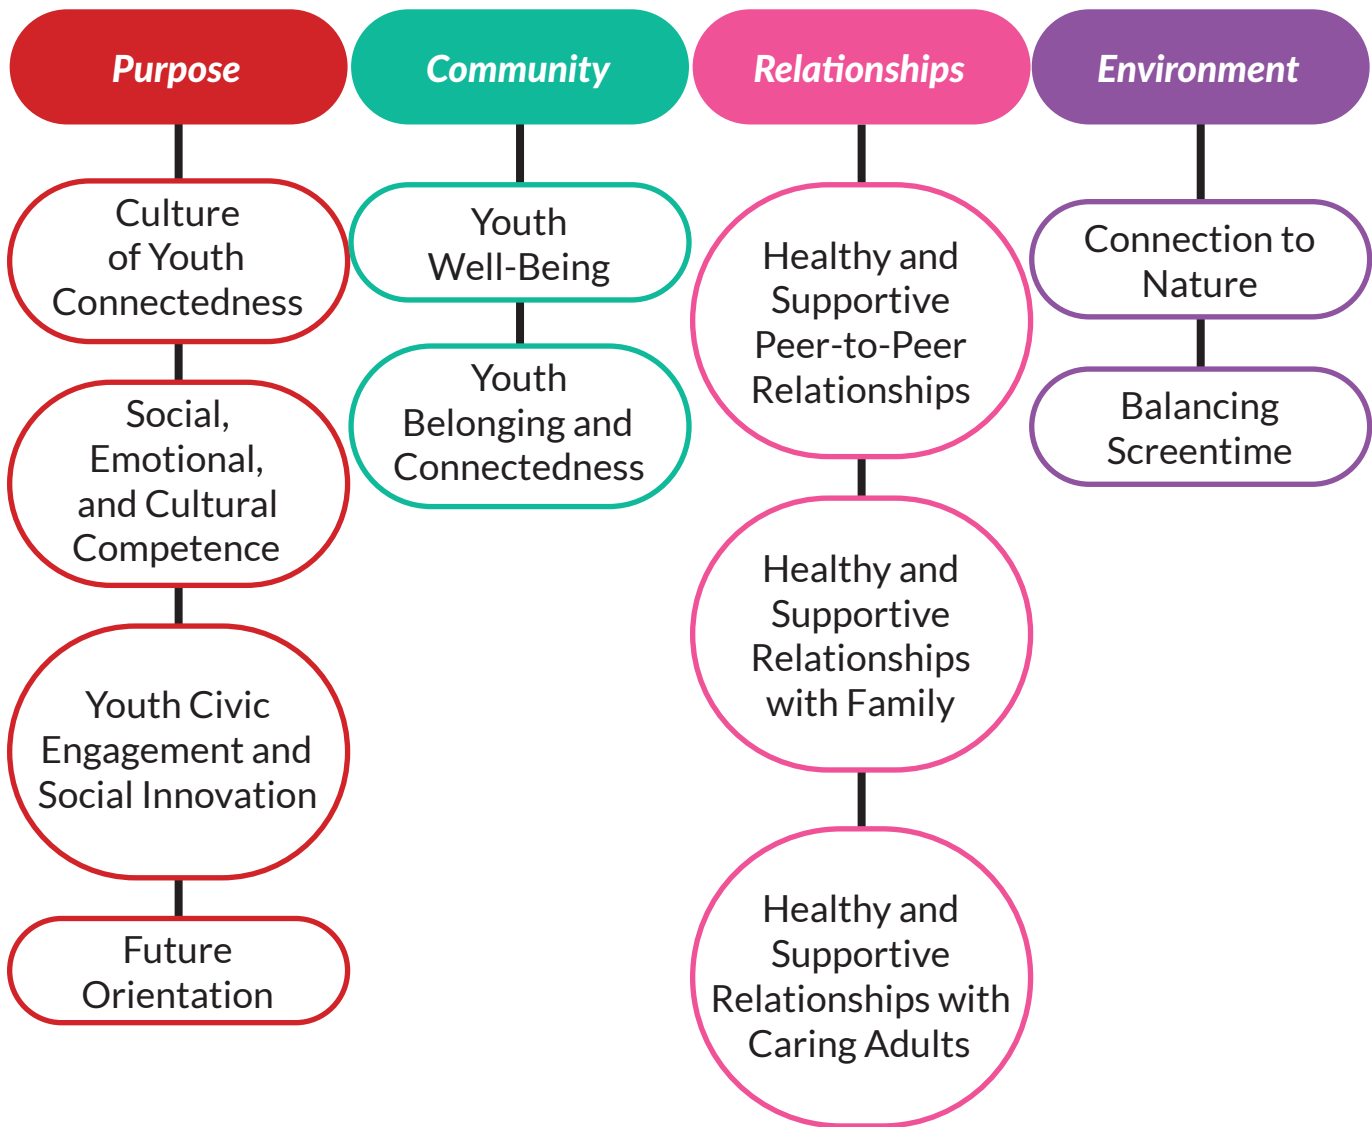 Purpose
Culture
of Youth
Connectedness
Social,
Emotional,
and Cultural
Competence
Youth Civic
Engagement and
Social Innovation
Future
Orientation
Community
Youth
Well-Being
Youth
Belonging and
Connectedness
Relationships
Healthy and
Supportive
Peer-to-Peer
Relationships
Healthy and
Supportive
Relationships
with Family
Healthy and
Supportive
Relationships with
Caring Adults
Environment
Connection to
Nature
Balancing
Screentime